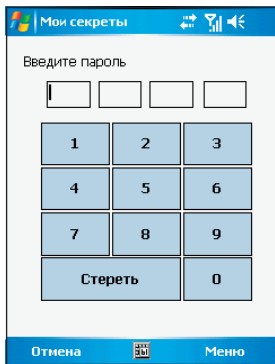 Мои секреты
Введите пароль
1 2 3
4 5 6
7 8 9
Стереть 0
Отмена Меню